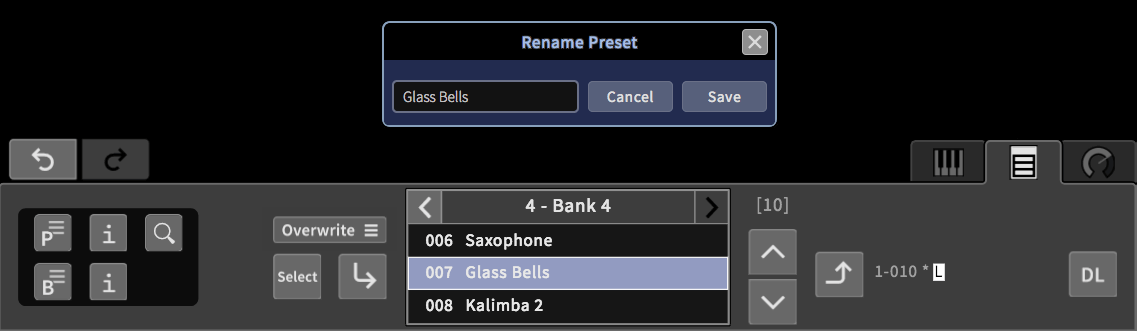 Rename Preset
Glass Bells
Cancel
Save
4 - Bank 4
[10]
P
i
Overwrite
006 Saxophone
Select
007 Glass Bells
1-010 * L
DL
B
i
008 Kalimba 2